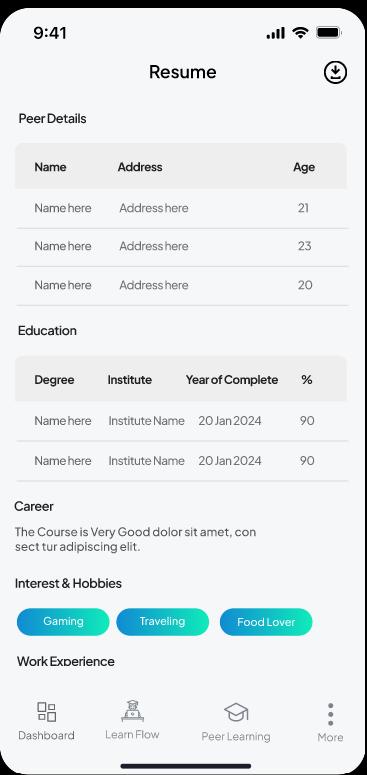 9:41
Resume
Peer Details
Name Address Age
Name here Address here 21
Name here Address here 23
Name here Address here 20
Education
Degree Institute Year of Complete %
Name here Institute Name 20 Jan 2024 90
Name here Institute Name 20 Jan 2024 90
Career
The Course is Very Good dolor sit amet, con
sect tur adipiscing elit.
Interest & Hobbies
Gaming Traveling Food Lover
Work Experience
Dashboard Learn Flow Peer Learning More